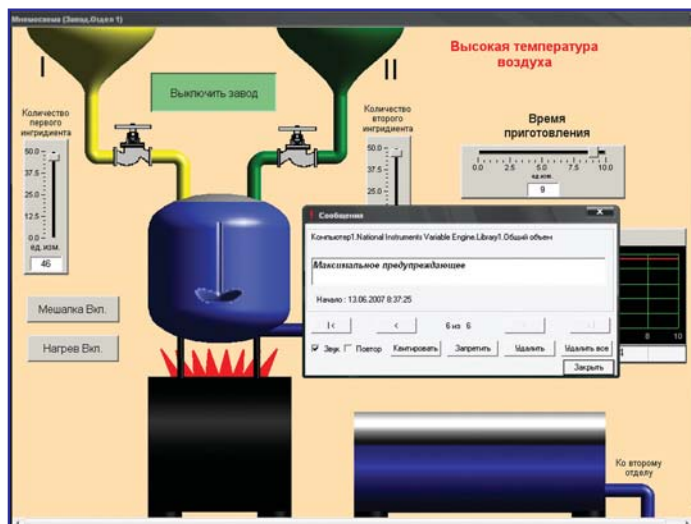 Мнемосхема (Завод.Отдел 1)
I
II
Высокая температура
воздуха
Выключить завод
Количество
первого
ингридиента
50.0
37.5
25.0
12.5
0.0
ед.изм.
46
Количество
второго
ингридиента
50.0
37.5
25.0
Время
приготовления
0.0 2.5 5.0 7.5 10.0
ед.изм.
9
Сообщения
Компьютер1.National Instruments Variable Engine.Library1.Общий объем
Максимальное предупреждающее
Начало : 13.06.2007 8:37:25
|< < 6 из 6
Звук Повтор Квитировать Запретить Удалить Удалить все
Закрыть
8 10
Мешалка Вкл.
Нагрев Вкл.
Ко второму
отделу